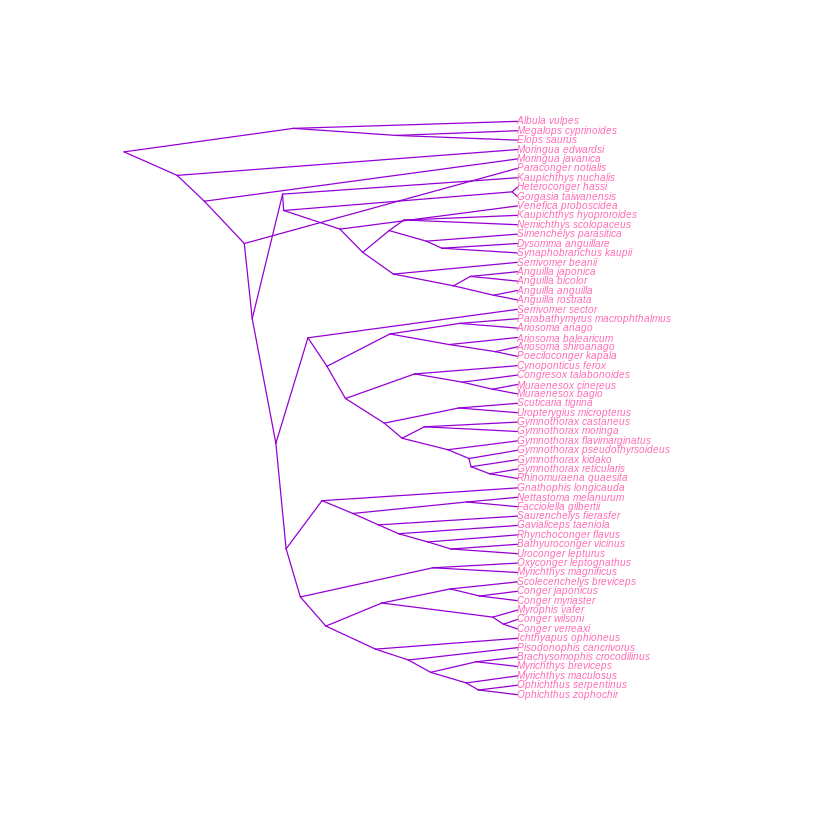 Albula vulpes
Megalops cyprinoides
Elops saurus
Moringua edwardsi
Moringua javanica
Paraconger notialis
Kaupichthys nuchalis
Heteroconger hassi
Gorgasia taiwanensis
Venefica proboscidea
Kaupichthys hyoproroides
Nemichthys scolopaceus
Simenchelys parasitica
Dysomma anguillare
Synaphobranchus kaupii
Serrivomer beanii
Anguilla japonica
Anguilla bicolor
Anguilla anguilla
Anguilla rostrata
Serrivomer sector
Parabathymyrus macrophthalmus
Ariosoma anago
Ariosoma balearicum
Ariosoma shiroanago
Poeciloconger kapala
Cynoponticus ferox
Congresox talabonoides
Muraenesox cinereus
Muraenesox bagio
Scuticaria tigrina
Uropterygius micropterus
Gymnothorax castaneus
Gymnothorax moringa
Gymnothorax flavimarginatus
Gymnothorax pseudothyrsoideus
Gymnothorax kidako
Gymnothorax reticularis
Rhinomuraena quaesita
Gnathophis longicauda
Nettastoma melanurum
Facciolella gilbertii
Saurenchelys fierasfer
Gavialiceps taeniola
Rhynchoconger flavus
Bathyuroconger vicinus
Uroconger lepturus
Oxyconger leptognathus
Myrichthys magnificus
Scolecenchelys breviceps
Conger japonicus
Conger myriaster
Myrophis vafer
Conger wilsoni
Conger verreaxi
Ichthyapus ophioneus
Pisodonophis cancrivorus
Brachysomophis crocodilinus
Myrichthys breviceps
Myrichthys maculosus
Ophichthus serpentinus
Ophichthus zophochir